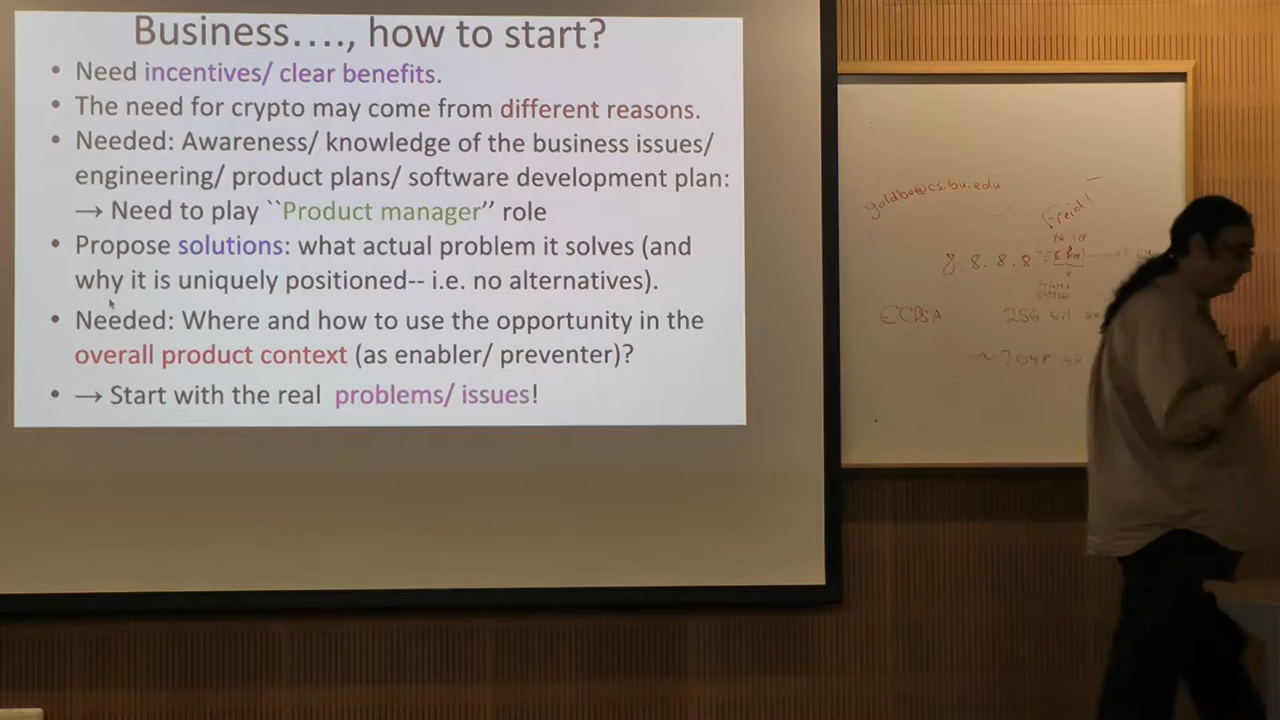 Business…., how to start?
• Need incentives/ clear benefits.
• The need for crypto may come from different reasons.
• Needed: Awareness/ knowledge of the business issues/
engineering/ product plans/ software development plan:
→ Need to play ``Product manager'' role
• Propose solutions: what actual problem it solves (and
why it is uniquely positioned-- i.e. no alternatives).
• Needed: Where and how to use the opportunity in the
overall product context (as enabler/ preventer)?
• → Start with the real problems/ issues!
goldbe@cs.bu.edu
8.8.8.8
ECDSA 256 bit
~2048